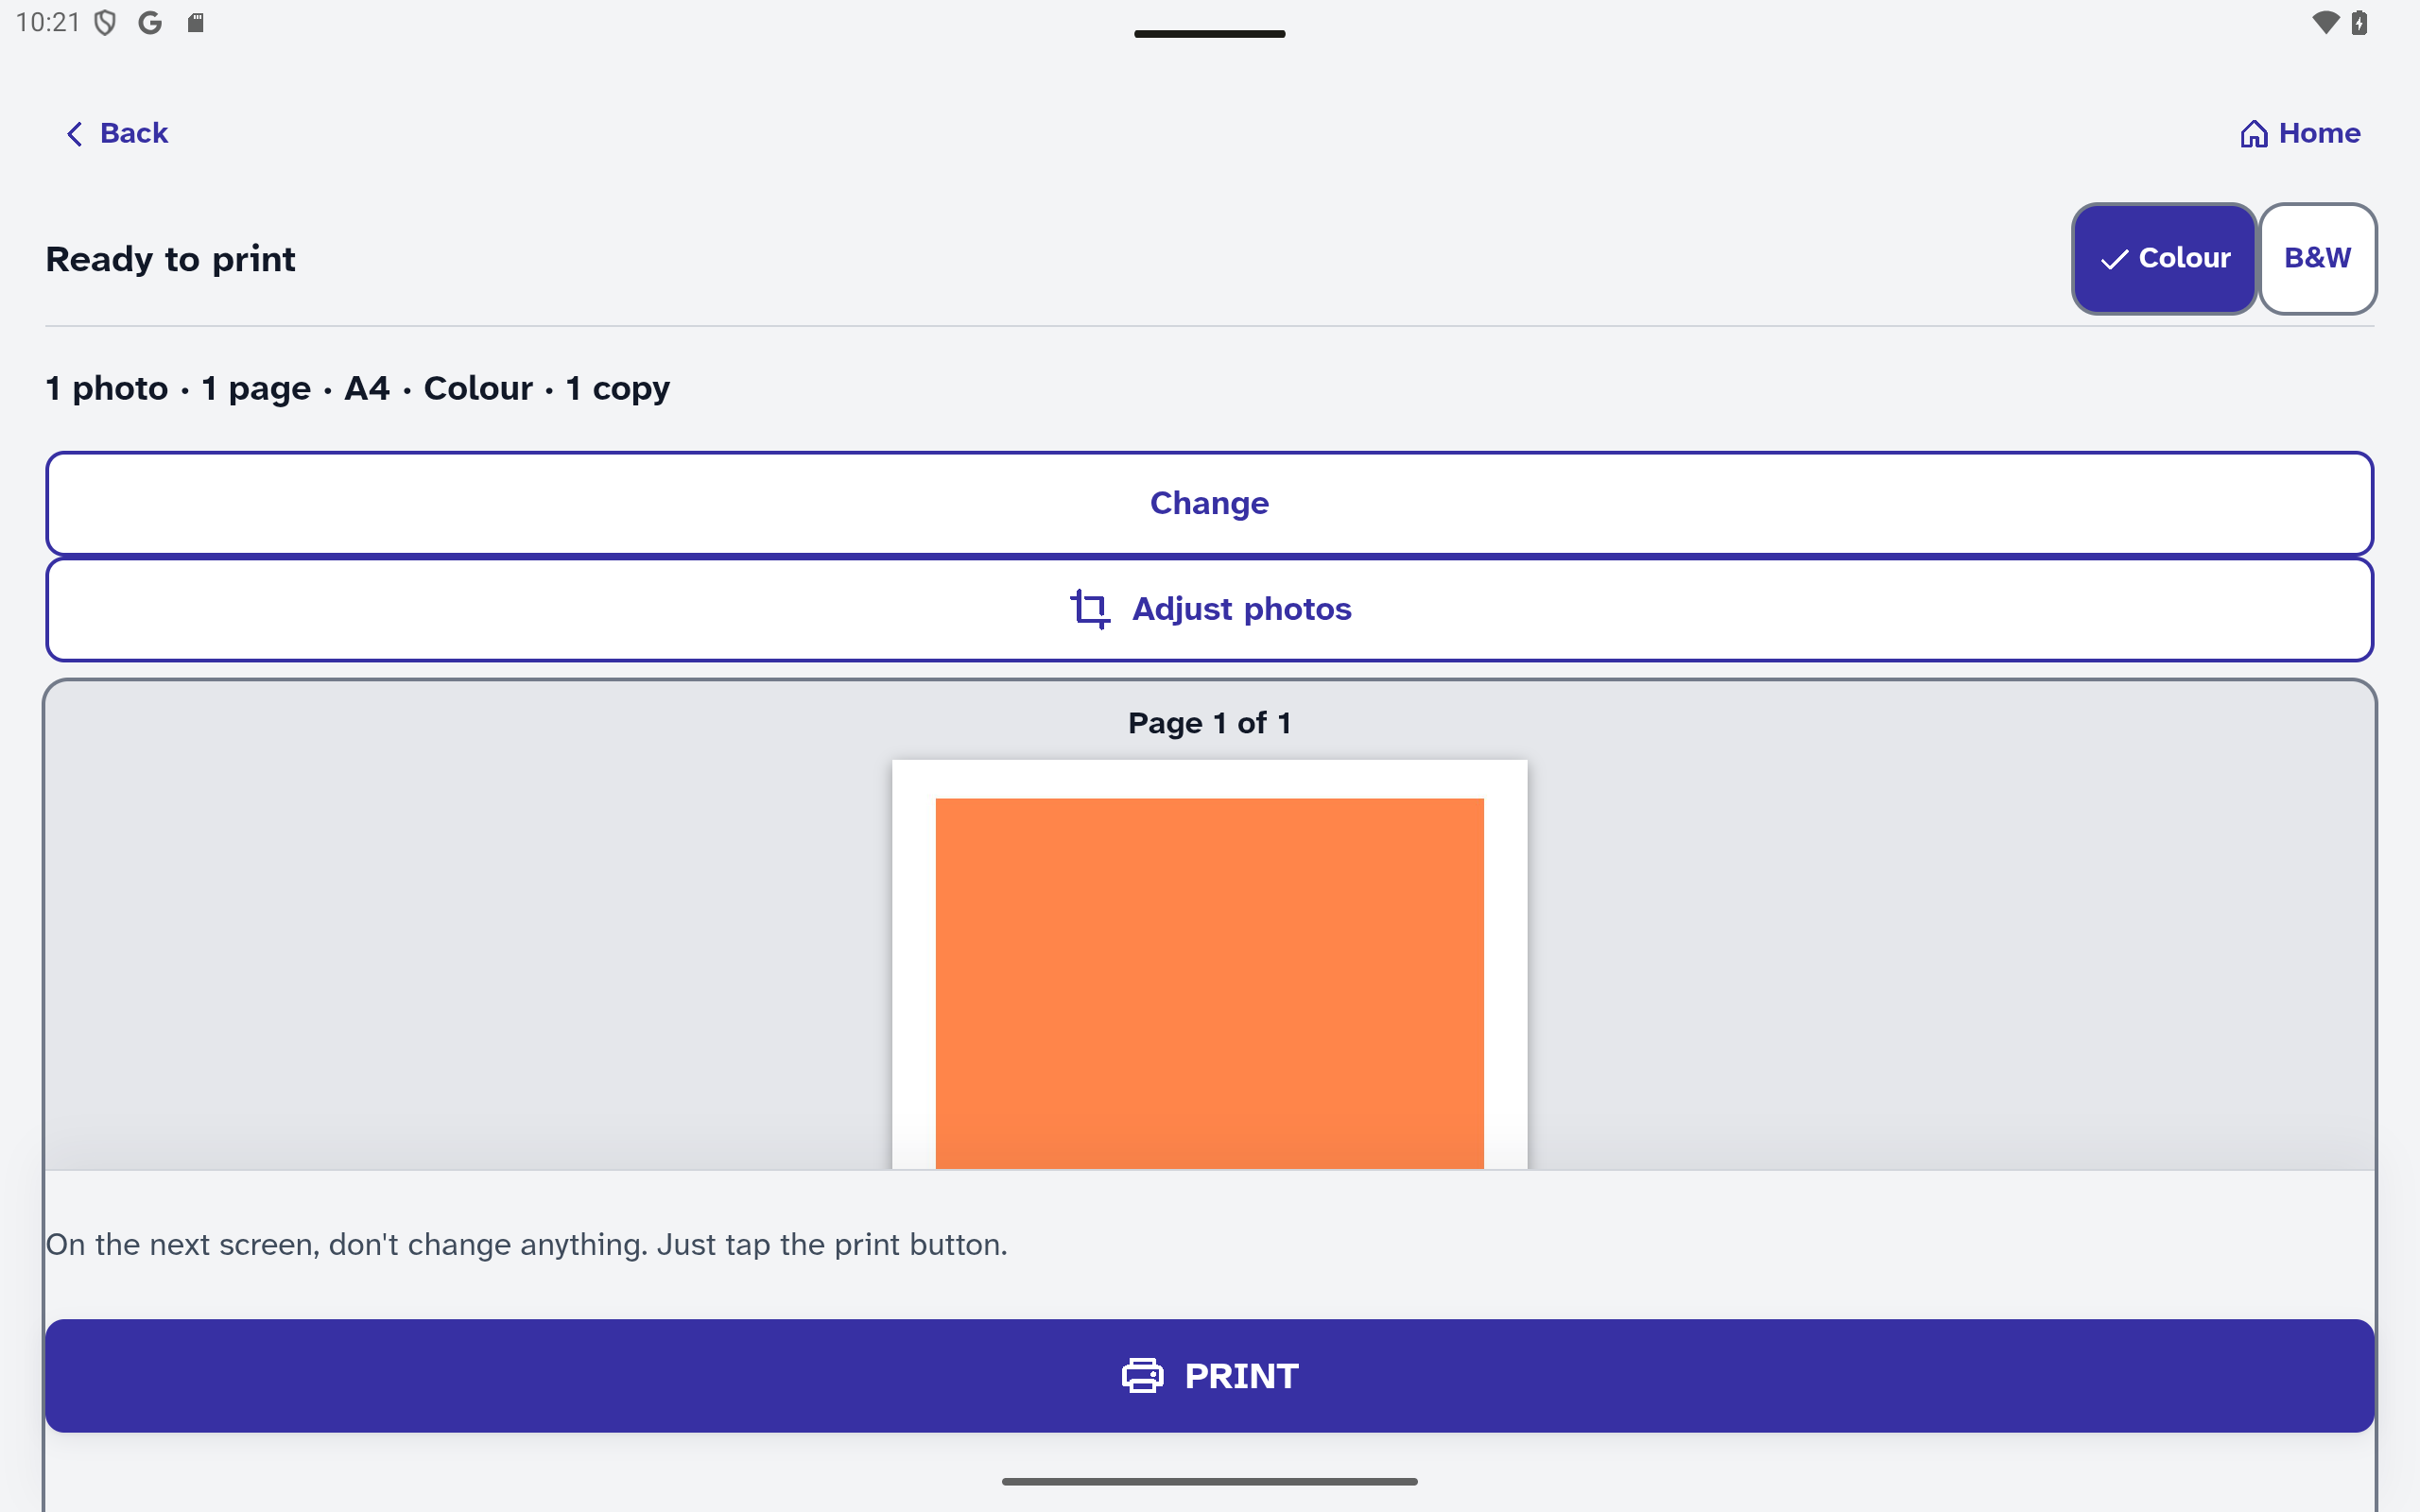 10:21
Back
Home
Ready to print
Colour
B&W
1 photo · 1 page · A4 · Colour · 1 copy
Change
Adjust photos
Page 1 of 1
On the next screen, don't change anything. Just tap the print button.
PRINT